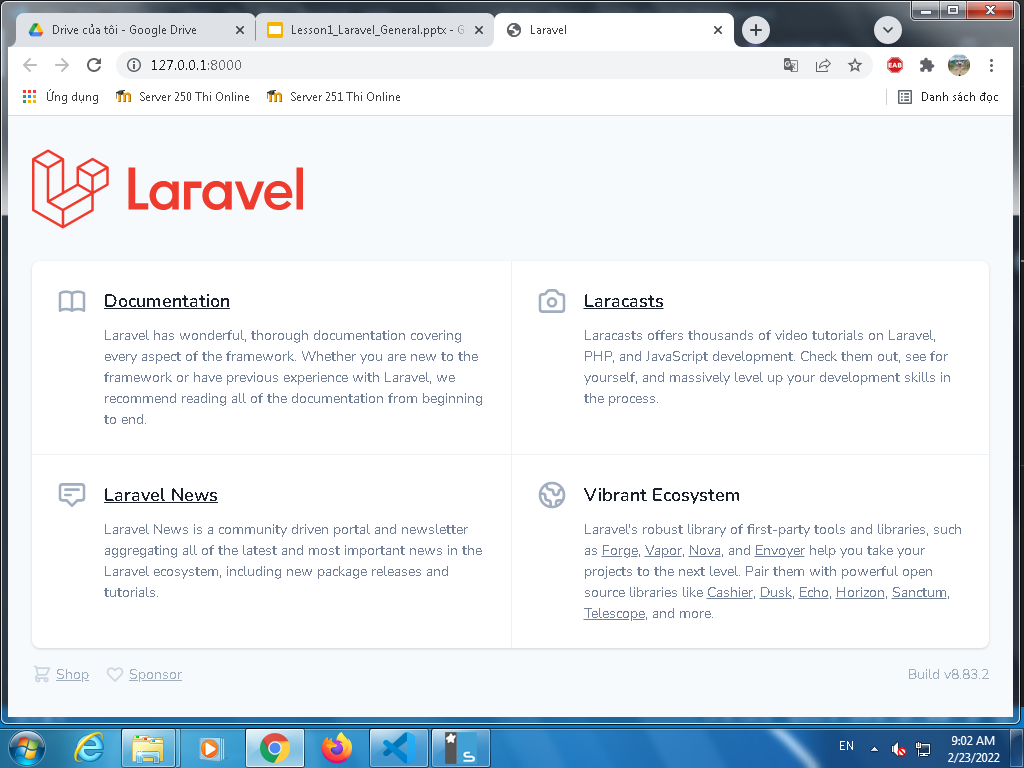 Drive của tôi - Google Drive
Lesson1_Laravel_General.pptx - G
Laravel
127.0.0.1:8000
EAB
Ứng dụng
Server 250 Thi Online
Server 251 Thi Online
Danh sách đọc
Laravel
Documentation
Laravel has wonderful, thorough documentation covering
every aspect of the framework. Whether you are new to the
framework or have previous experience with Laravel, we
recommend reading all of the documentation from beginning
to end.
Laracasts
Laracasts offers thousands of video tutorials on Laravel,
PHP, and JavaScript development. Check them out, see for
yourself, and massively level up your development skills in
the process.
Laravel News
Laravel News is a community driven portal and newsletter
aggregating all of the latest and most important news in the
Laravel ecosystem, including new package releases and
tutorials.
Vibrant Ecosystem
Laravel's robust library of first-party tools and libraries, such
as Forge, Vapor, Nova, and Envoyer help you take your
projects to the next level. Pair them with powerful open
source libraries like Cashier, Dusk, Echo, Horizon, Sanctum,
Telescope, and more.
Shop
Sponsor
Build v8.83.2
S
EN
9:02 AM
2/23/2022